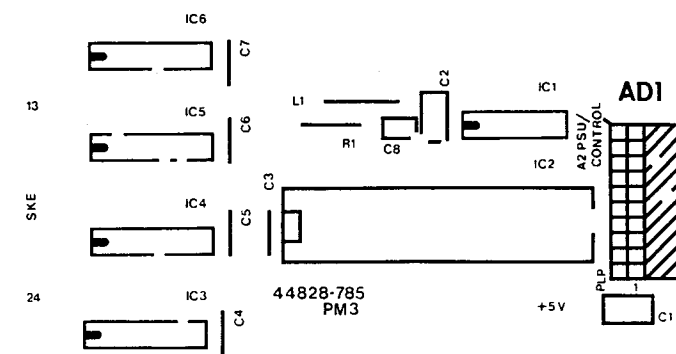 IC6
C7
13
IC5
C6
SKE
IC4
C5
C3
24
IC3
C4
L1
R1
C8
C2
IC1
IC2
AD1
A2 PSU/
CONTROL
44828-785
PM3
+5V
PLP
1
C1